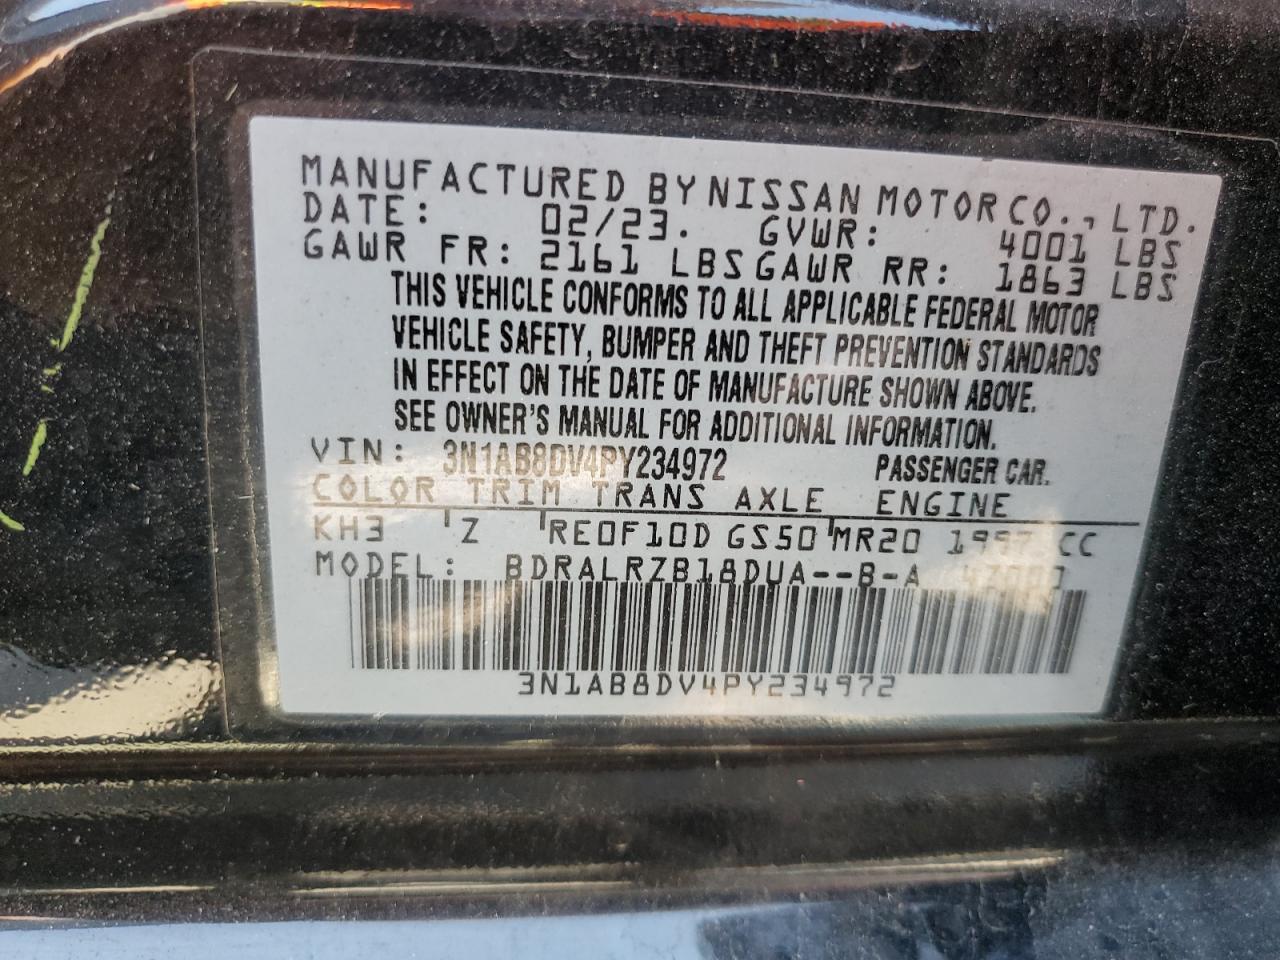 MANUFACTURED BY NISSAN MOTOR CO., LTD.
DATE: 02/23. GVWR: 4001 LBS
GAWR FR: 2161 LBS GAWR RR: 1863 LBS
THIS VEHICLE CONFORMS TO ALL APPLICABLE FEDERAL MOTOR
VEHICLE SAFETY, BUMPER AND THEFT PREVENTION STANDARDS
IN EFFECT ON THE DATE OF MANUFACTURE SHOWN ABOVE.
SEE OWNER'S MANUAL FOR ADDITIONAL INFORMATION.
VIN: 3N1AB8DV4PY234972 PASSENGER CAR.
COLOR TRIM TRANS AXLE ENGINE
KH3 Z RE0F10D GS50 MR20 1997 CC
MODEL: BDRALRZB18DUA--B-A
3N1AB8DV4PY234972